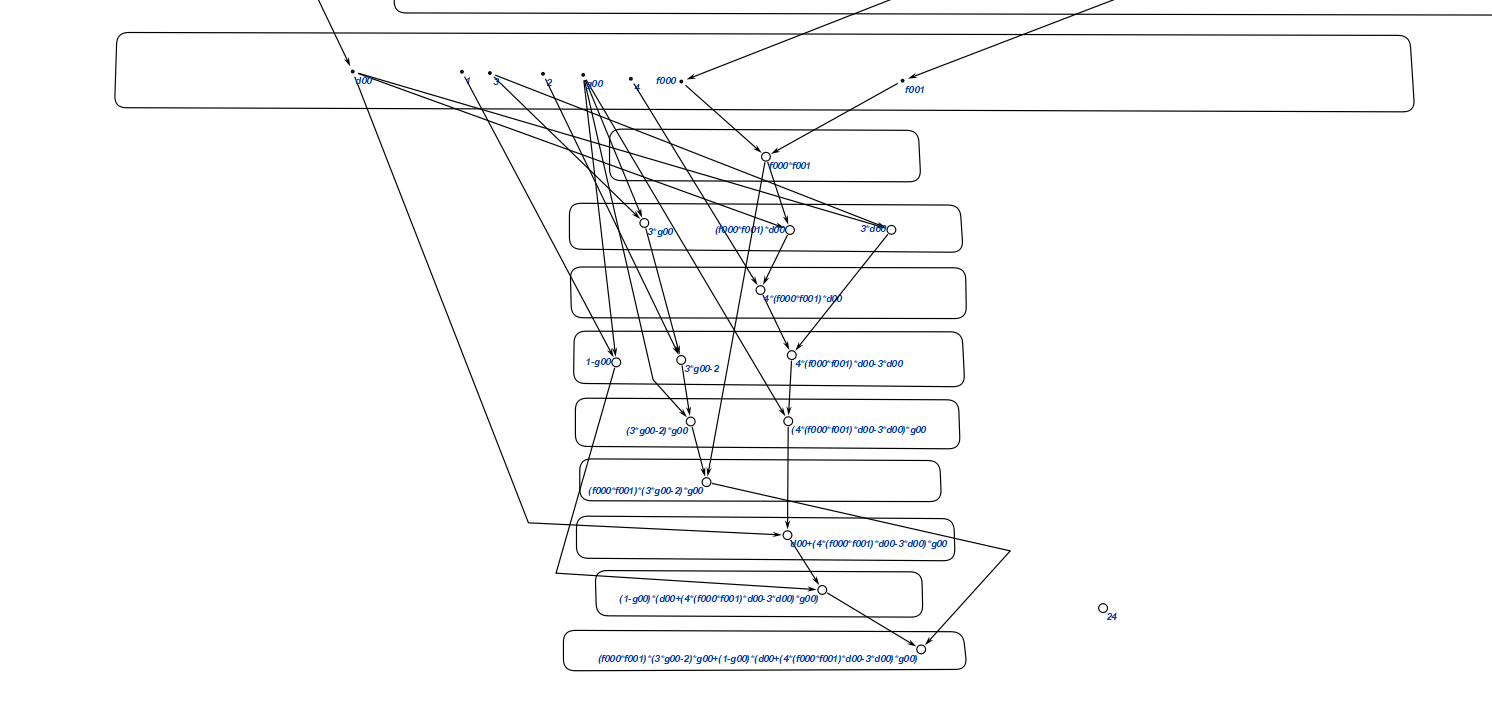 d00 1 3 2 g00 4 f000 f001
f000*f001
3*g00 (f000*f001)*d00 3*d00
4*(f000*f001)*d00
1-g00 3*g00-2 4*(f000*f001)*d00-3*d00
(3*g00-2)*g00 (4*(f000*f001)*d00-3*d00)*g00
(f000*f001)*(3*g00-2)*g00
d00+(4*(f000*f001)*d00-3*d00)*g00
(1-g00)*(d00+(4*(f000*f001)*d00-3*d00)*g00)
24
(f000*f001)*(3*g00-2)*g00+(1-g00)*(d00+(4*(f000*f001)*d00-3*d00)*g00)